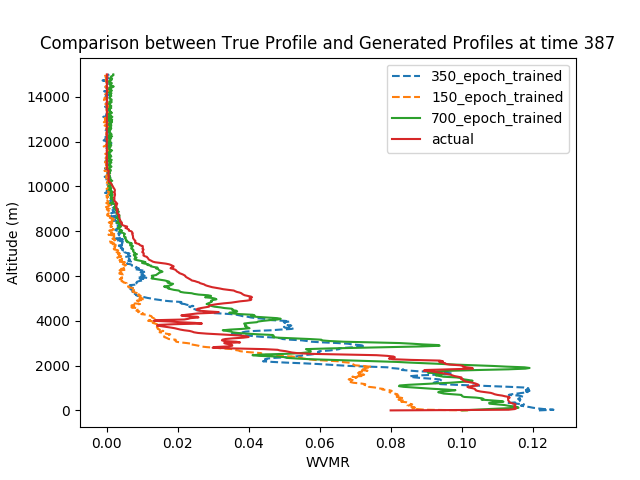 Comparison between True Profile and Generated Profiles at time 387
350_epoch_trained
150_epoch_trained
700_epoch_trained
actual
Altitude (m)
14000
12000
10000
8000
6000
4000
2000
0
0.00 0.02 0.04 0.06 0.08 0.10 0.12
WVMR